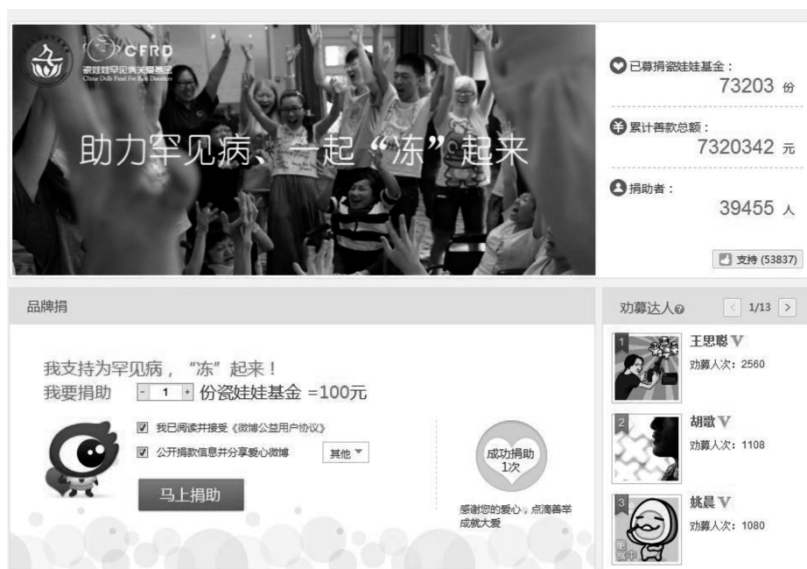 CFRD
瓷娃娃罕见病关爱基金
China-Dolls Fund For Rare Disorders
助力罕见病、一起“冻”起来
已募捐瓷娃娃基金：
73203 份
累计善款总额：
7320342 元
捐助者：
39455 人
支持 (53837)
品牌捐
我支持为罕见病，“冻”起来！
我要捐助 - 1 + 份瓷娃娃基金 =100元
我已阅读并接受《微博公益用户协议》
公开捐款信息并分享爱心微博 其他
马上捐助
成功捐助
1次
感谢您的爱心，点滴善举
成就大爱
劝募达人 ? < 1/13 >
1
王思聪 V
劝募人次：2560
2
胡歌 V
劝募人次：1108
3
姚晨 V
劝募人次：1080